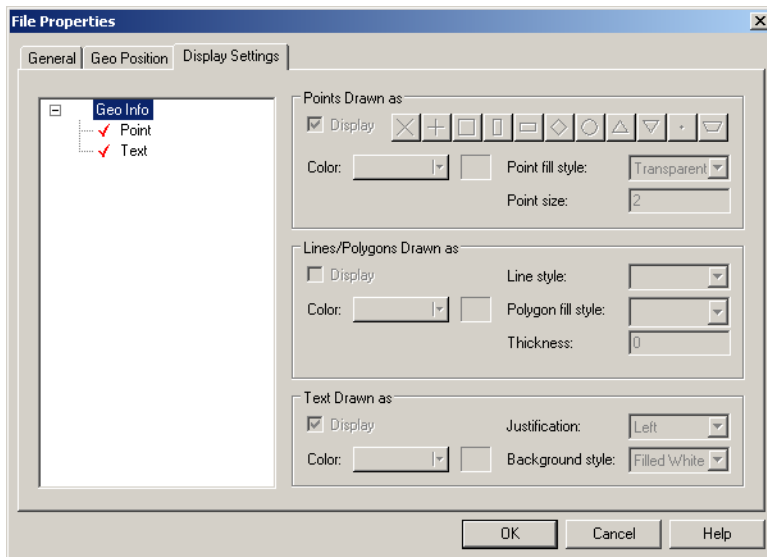 File Properties
General
Geo Position
Display Settings
Geo Info
Point
Text
Points Drawn as
Display
Color:
Point fill style:
Transparent
Point size:
2
Lines/Polygons Drawn as
Display
Line style:
Color:
Polygon fill style:
Thickness:
0
Text Drawn as
Display
Justification:
Left
Color:
Background style:
Filled White
OK
Cancel
Help